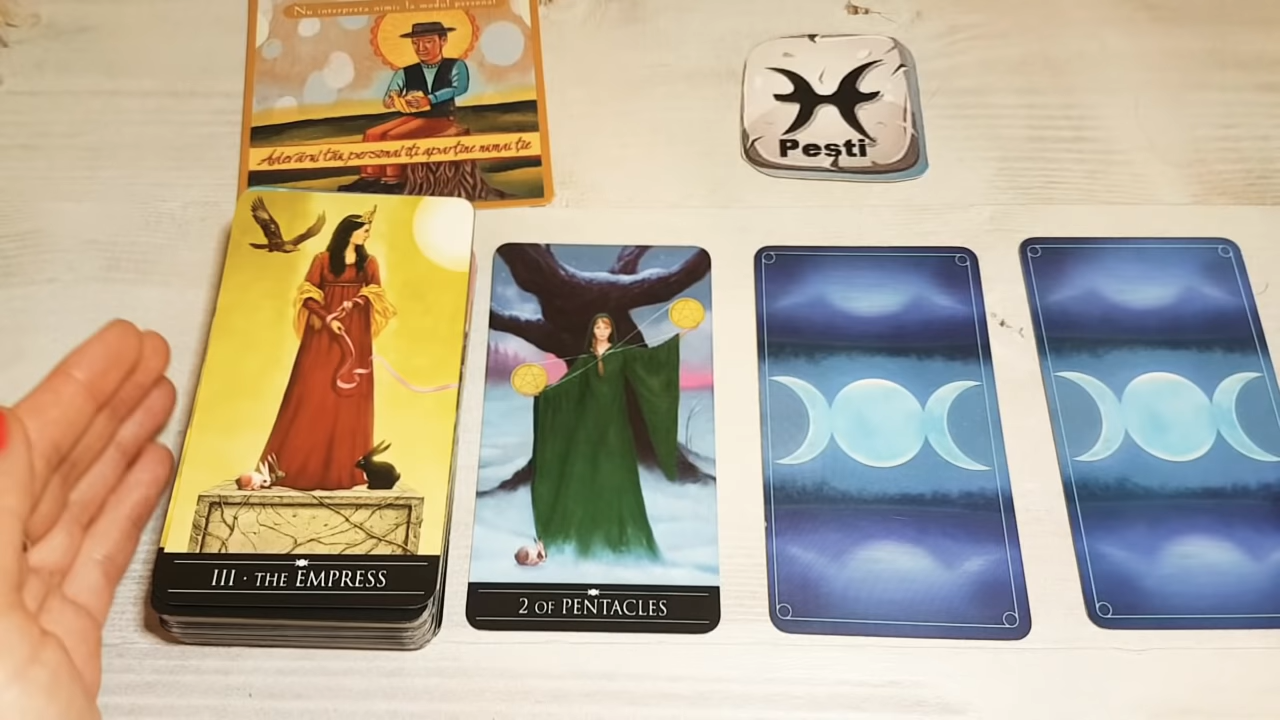 Nu interpreta nimic la modul personal
Adevărul tău personal îți aparține numai ție
Pești
III · THE EMPRESS
2 OF PENTACLES